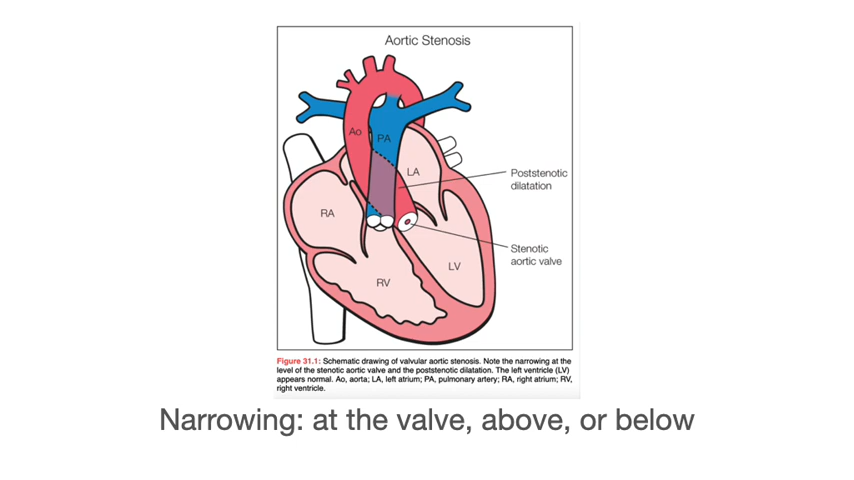 Aortic Stenosis
Ao
PA
LA
Poststenotic
dilatation
RA
Stenotic
aortic valve
LV
RV
Figure 31.1: Schematic drawing of valvular aortic stenosis. Note the narrowing at the
level of the stenotic aortic valve and the poststenotic dilatation. The left ventricle (LV)
appears normal. Ao, aorta; LA, left atrium; PA, pulmonary artery; RA, right atrium; RV,
right ventricle.
Narrowing: at the valve, above, or below